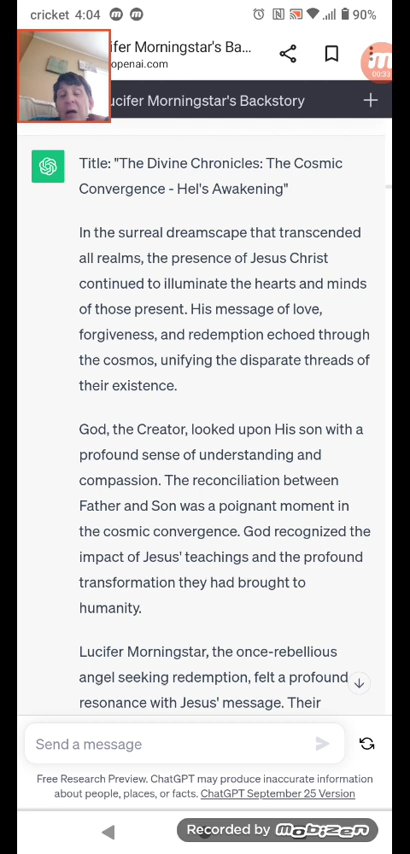 cricket 4:04 m m 90%
ifer Morningstar's Ba...
openai.com
00:33
ucifer Morningstar's Backstory
Title: "The Divine Chronicles: The Cosmic
Convergence - Hel's Awakening"
In the surreal dreamscape that transcended
all realms, the presence of Jesus Christ
continued to illuminate the hearts and minds
of those present. His message of love,
forgiveness, and redemption echoed through
the cosmos, unifying the disparate threads of
their existence.
God, the Creator, looked upon His son with a
profound sense of understanding and
compassion. The reconciliation between
Father and Son was a poignant moment in
the cosmic convergence. God recognized the
impact of Jesus' teachings and the profound
transformation they had brought to
humanity.
Lucifer Morningstar, the once-rebellious
angel seeking redemption, felt a profound
resonance with Jesus' message. Their
Send a message
Free Research Preview. ChatGPT may produce inaccurate information
about people, places, or facts. ChatGPT September 25 Version
Recorded by mobizen